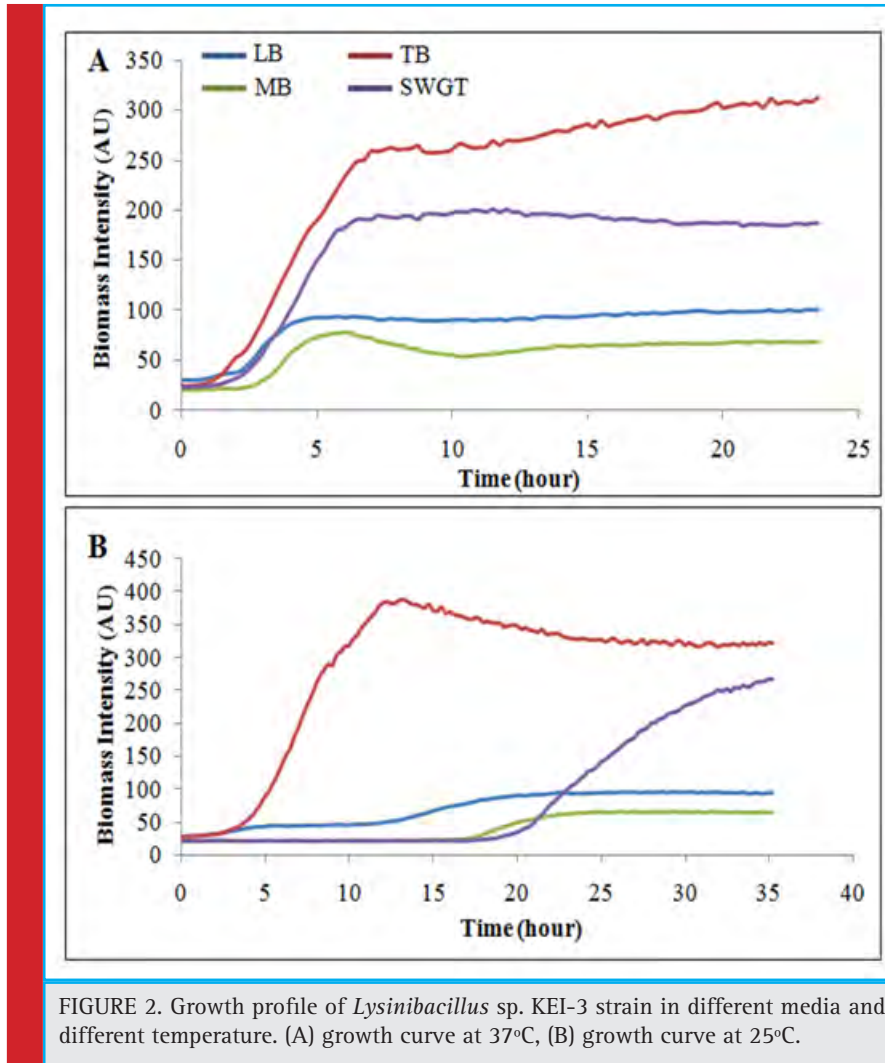 A
LB
TB
MB
SWGT
350
300
250
200
150
100
50
0
Biomass Intensity (AU)
0 5 10 15 20 25
Time (hour)
B
450
400
350
300
250
200
150
100
50
0
Biomass Intensity (AU)
0 5 10 15 20 25 30 35 40
Time (hour)
FIGURE 2. Growth profile of Lysinibacillus sp. KEI-3 strain in different media and
different temperature. (A) growth curve at 37ºC, (B) growth curve at 25ºC.